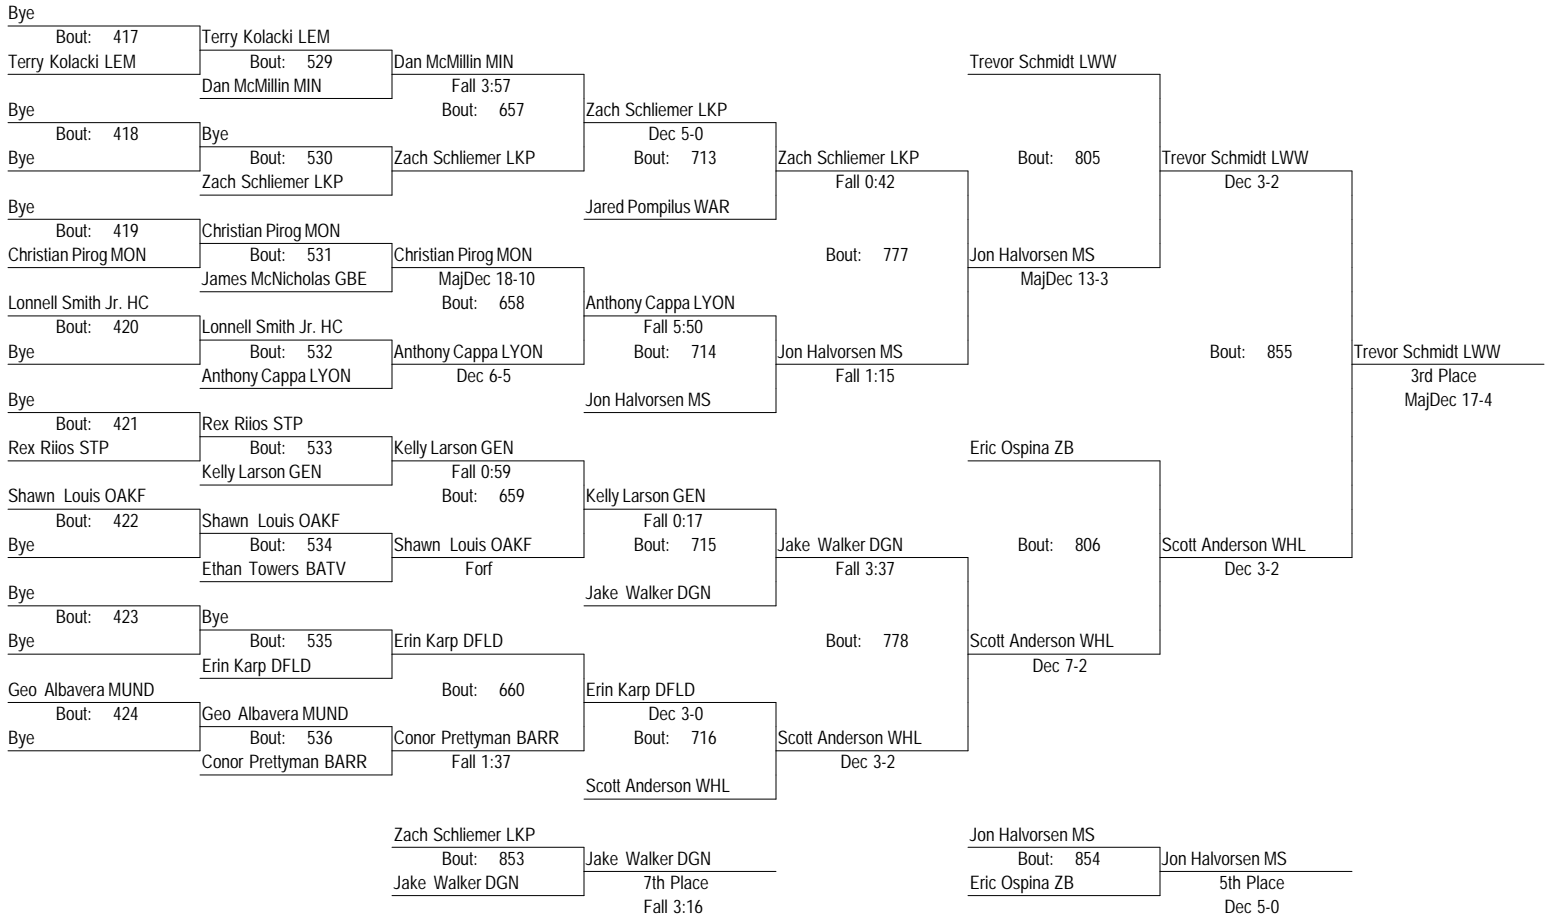 Bye
Bout: 417
Terry Kolacki LEM
Bye
Bout: 418
Bye
Bye
Bout: 419
Christian Pirog MON
Lonnell Smith Jr. HC
Bout: 420
Bye
Bye
Bout: 421
Rex Riios STP
Shawn Louis OAKF
Bout: 422
Bye
Bye
Bout: 423
Bye
Geo Albavera MUND
Bout: 424
Bye
Terry Kolacki LEM
Bout: 529
Dan McMillin MIN
Bye
Bout: 530
Zach Schliemer LKP
Christian Pirog MON
Bout: 531
James McNicholas GBE
Lonnell Smith Jr. HC
Bout: 532
Anthony Cappa LYON
Rex Riios STP
Bout: 533
Kelly Larson GEN
Shawn Louis OAKF
Bout: 534
Ethan Towers BATV
Bye
Bout: 535
Erin Karp DFLD
Geo Albavera MUND
Bout: 536
Conor Prettyman BARR
Dan McMillin MIN
Fall 3:57
Bout: 657
Zach Schliemer LKP
Christian Pirog MON
MajDec 18-10
Bout: 658
Anthony Cappa LYON
Dec 6-5
Kelly Larson GEN
Fall 0:59
Bout: 659
Shawn Louis OAKF
Forf
Erin Karp DFLD
Bout: 660
Conor Prettyman BARR
Fall 1:37
Zach Schliemer LKP
Dec 5-0
Bout: 713
Jared Pompilus WAR
Anthony Cappa LYON
Fall 5:50
Bout: 714
Jon Halvorsen MS
Kelly Larson GEN
Fall 0:17
Bout: 715
Jake Walker DGN
Erin Karp DFLD
Dec 3-0
Bout: 716
Scott Anderson WHL
Zach Schliemer LKP
Fall 0:42
Bout: 777
Jon Halvorsen MS
Fall 1:15
Jake Walker DGN
Fall 3:37
Bout: 778
Scott Anderson WHL
Dec 3-2
Trevor Schmidt LWW
Bout: 805
Jon Halvorsen MS
MajDec 13-3
Eric Ospina ZB
Bout: 806
Scott Anderson WHL
Dec 7-2
Trevor Schmidt LWW
Dec 3-2
Bout: 855
Scott Anderson WHL
Dec 3-2
Trevor Schmidt LWW
3rd Place
MajDec 17-4
Zach Schliemer LKP
Bout: 853
Jake Walker DGN
Jake Walker DGN
7th Place
Fall 3:16
Jon Halvorsen MS
Bout: 854
Eric Ospina ZB
Jon Halvorsen MS
5th Place
Dec 5-0